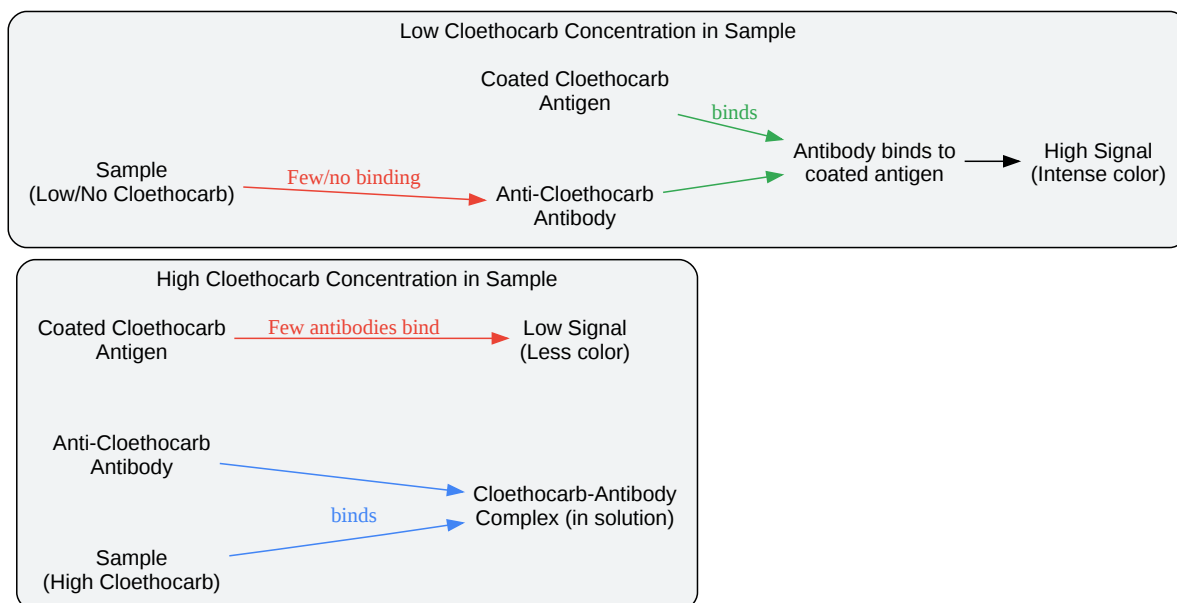 Low Cloethocarb Concentration in Sample
Coated Cloethocarb
Antigen
binds
Sample
(Low/No Cloethocarb)
Few/no binding
Anti-Cloethocarb
Antibody
Antibody binds to
coated antigen
High Signal
(Intense color)
High Cloethocarb Concentration in Sample
Coated Cloethocarb
Antigen
Few antibodies bind
Low Signal
(Less color)
Anti-Cloethocarb
Antibody
binds
Cloethocarb-Antibody
Complex (in solution)
Sample
(High Cloethocarb)